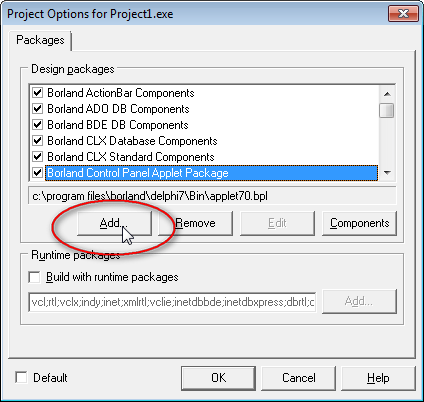 Project Options for Project1.exe
Packages
Design packages
Borland ActionBar Components
Borland ADO DB Components
Borland BDE DB Components
Borland CLX Database Components
Borland CLX Standard Components
Borland Control Panel Applet Package
c:\program files\borland\delphi7\Bin\applet70.bpl
Add... Remove Edit Components
Runtime packages
Build with runtime packages
vcl;rtl;vclx;indy;inet;xmlrtl;vclie;inetdbbde;inetdbxpress;dbrtl;c Add...
Default OK Cancel Help